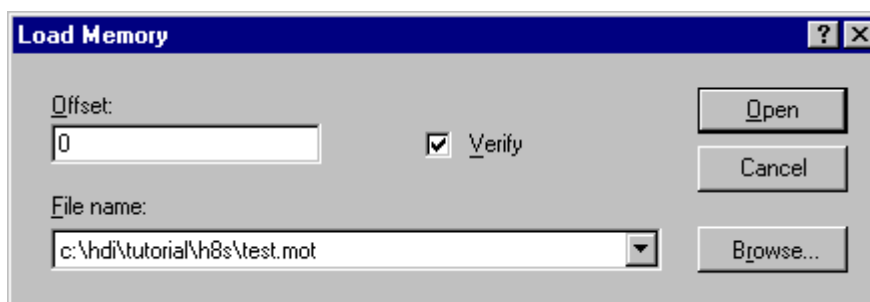 Load Memory
Offset:
0
Verify
Open
Cancel
File name:
c:\hdi\tutorial\h8s\test.mot
Browse...